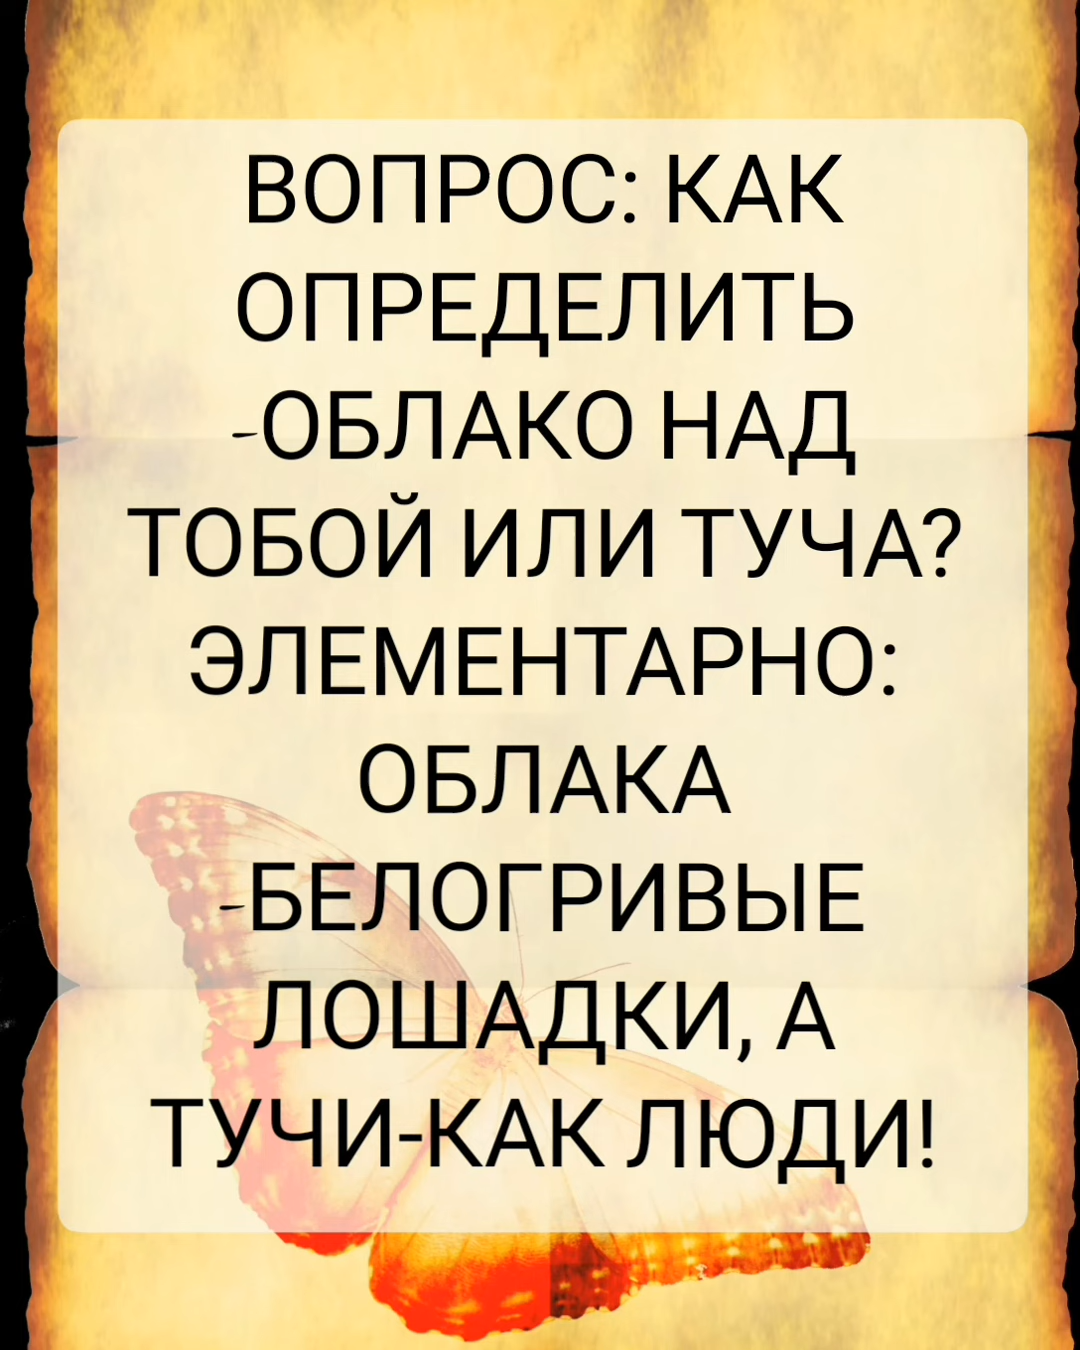 ВОПРОС: КАК
ОПРЕДЕЛИТЬ
-ОБЛАКО НАД
ТОБОЙ ИЛИ ТУЧА?
ЭЛЕМЕНТАРНО:
ОБЛАКА
-БЕЛОГРИВЫЕ
ЛОШАДКИ, А
ТУЧИ-КАК ЛЮДИ!